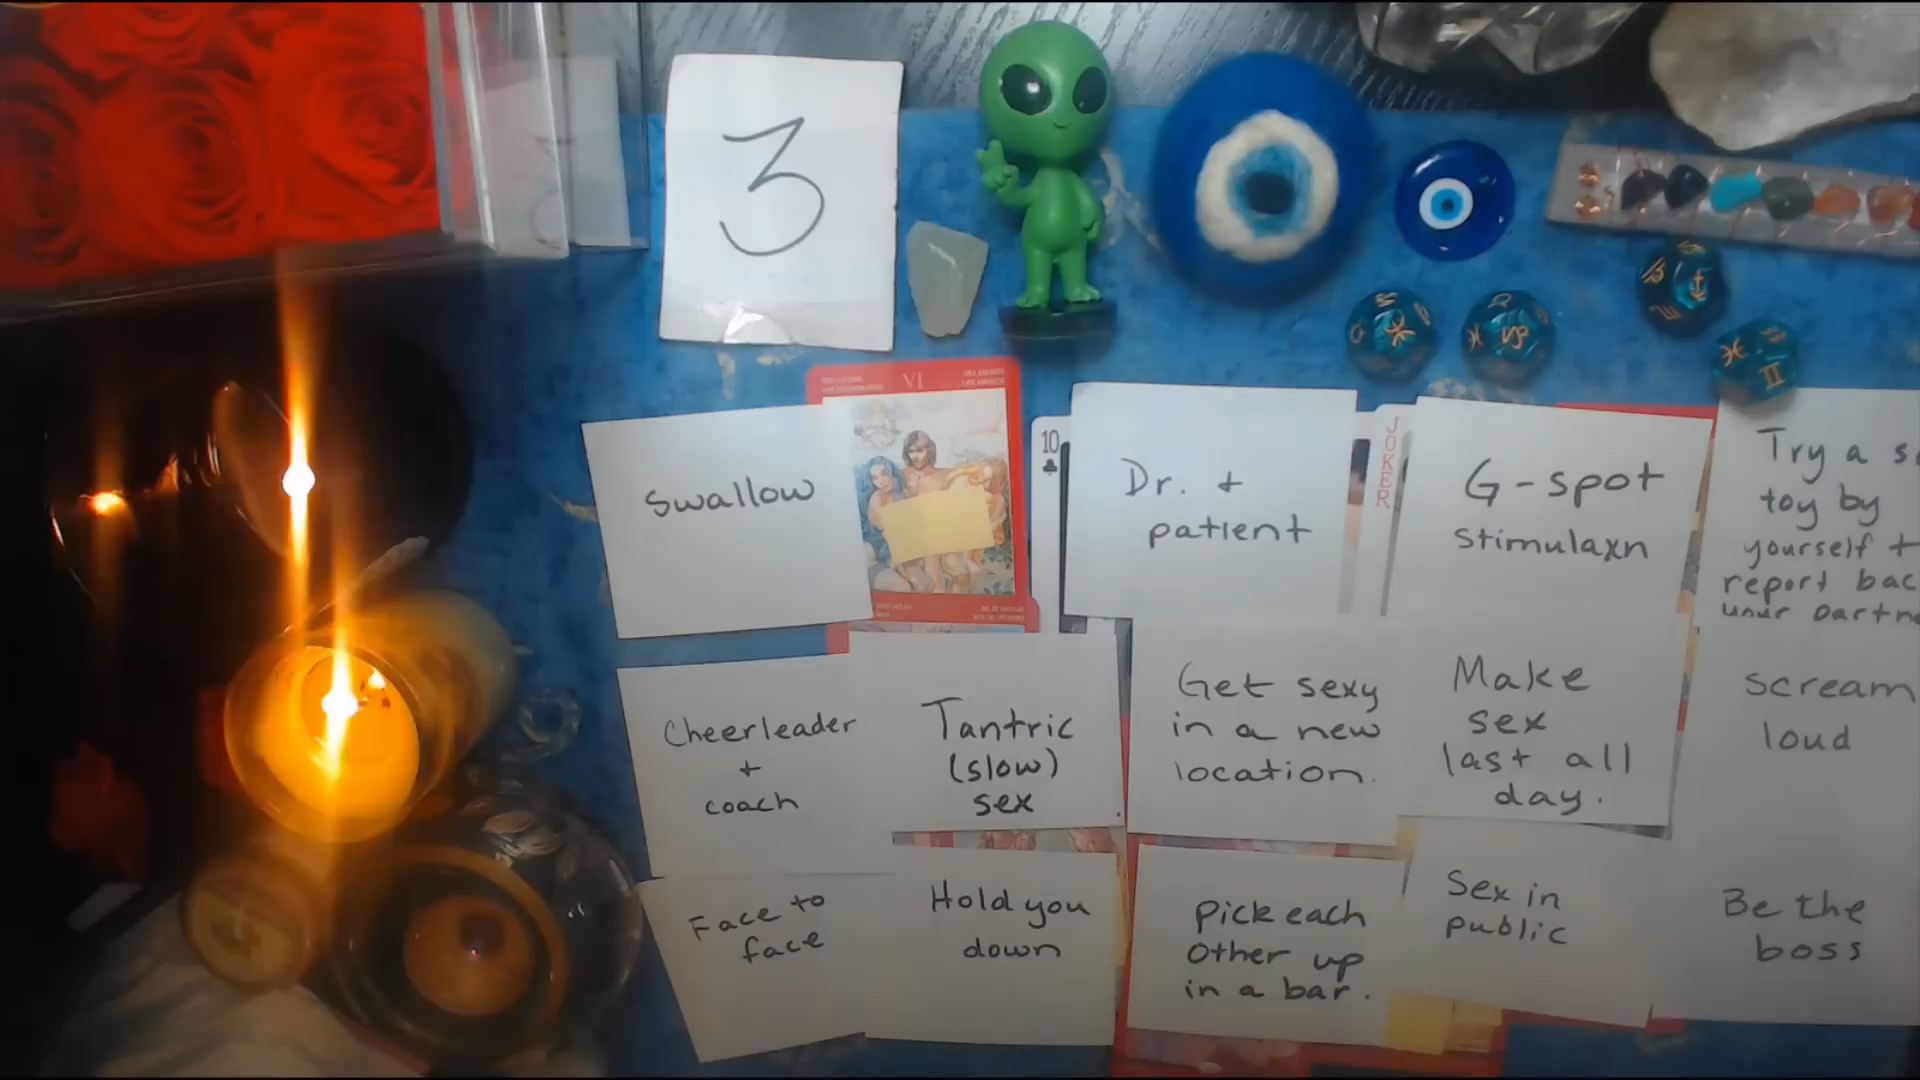 3
VI
Swallow
10
Dr. +
patient
JOKER
G-spot
Stimulaxn
Try a
toy by
yourself +
report
your
Cheerleader
+
coach
Tantric
(slow)
sex
Get sexy
in a new
location.
Make
sex
last all
day.
scream
loud
Face to
face
Hold you
down
Pick each
other up
in a bar.
Sex in
public
Be the
boss